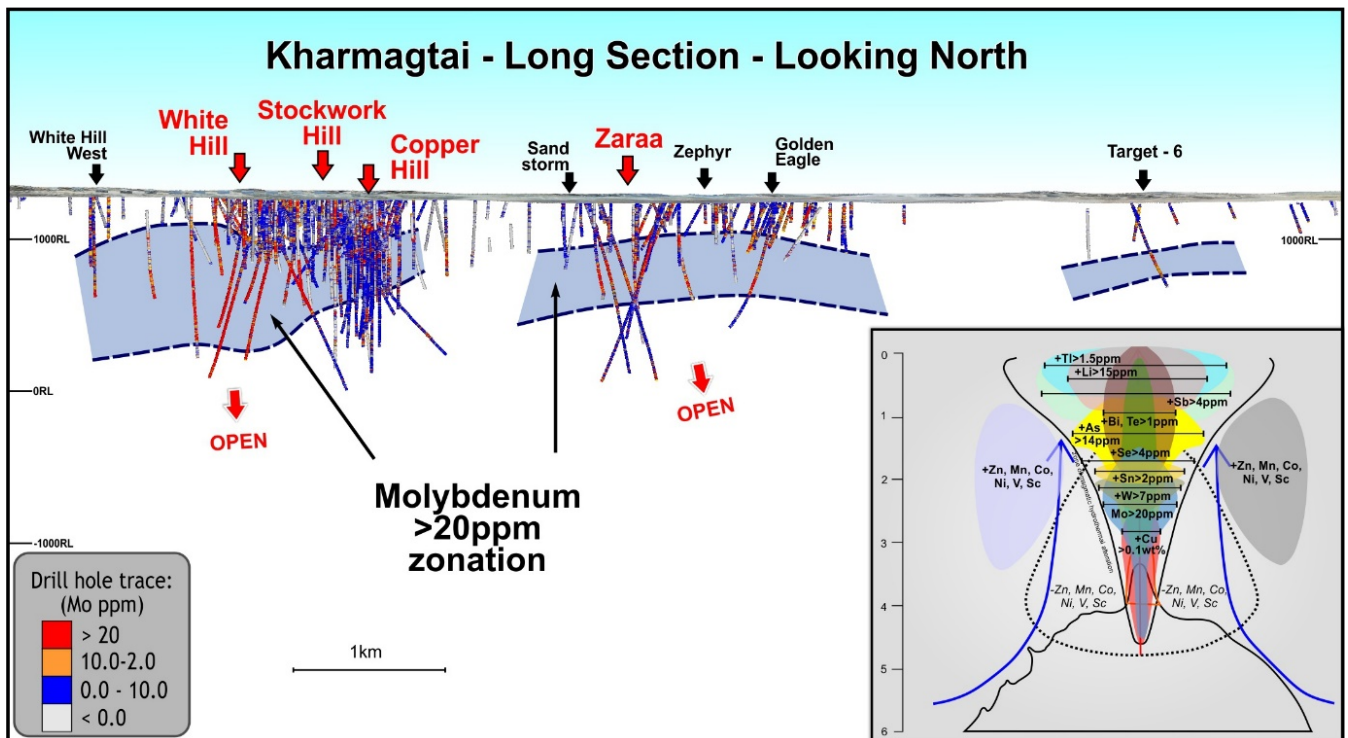 Kharmagtai - Long Section - Looking North
White Hill
West
White
Hill
Stockwork
Hill
Copper
Hill
Sand
storm
Zaraa
Zephyr
Golden
Eagle
Target - 6
1000RL
1000RL
0RL
-1000RL
OPEN
OPEN
Molybdenum
>20ppm
zonation
1km
Drill hole trace:
(Mo ppm)
> 20
10.0-2.0
0.0 - 10.0
< 0.0
0
1
2
3
4
5
6
+Tl>1.5ppm
+Li>15ppm
+Sb>4ppm
+Bi, Te>1ppm
+As
>14ppm
+Se>4ppm
+Sn>2ppm
+W>7ppm
Mo>20ppm
+Cu
>0.1wt%
+Zn, Mn, Co,
Ni, V, Sc
+Zn, Mn, Co,
Ni, V, Sc
-Zn, Mn, Co,
Ni, V, Sc
-Zn, Mn, Co,
Ni, V, Sc
hydrothermal alteration